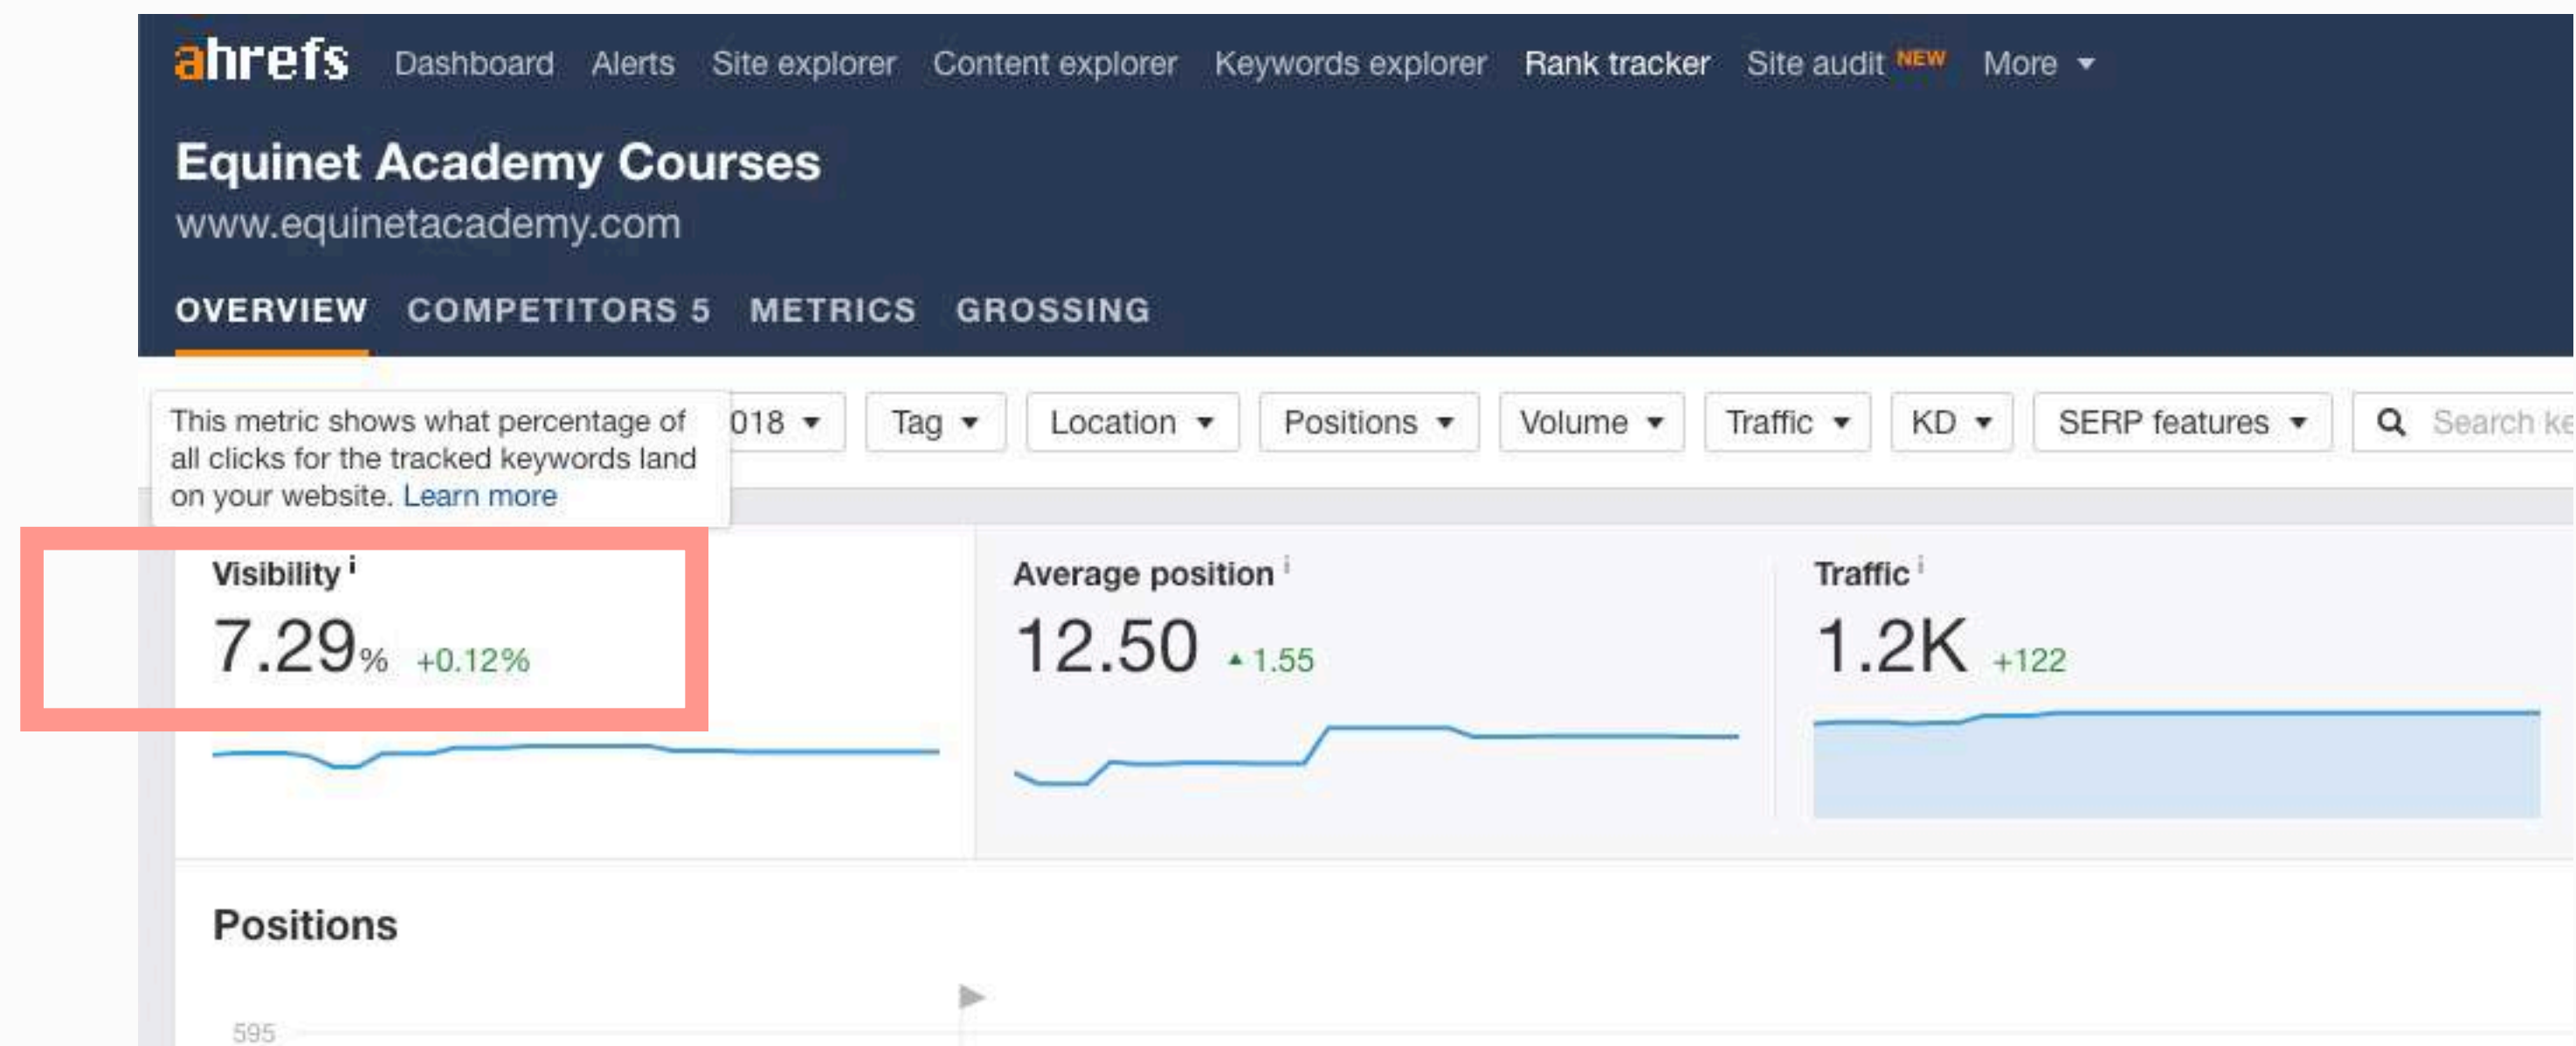 ahrefs Dashboard Alerts Site explorer Content explorer Keywords explorer Rank tracker Site audit NEW More
Equinet Academy Courses
www.equinetacademy.com
OVERVIEW COMPETITORS 5 METRICS GROSSING
This metric shows what percentage of
all clicks for the tracked keywords land
on your website. Learn more
018 Tag Location Positions Volume Traffic KD SERP features Search
Visibility i
7.29% +0.12%
Average position i
12.50 ▲ 1.55
Traffic i
1.2K +122
Positions
595